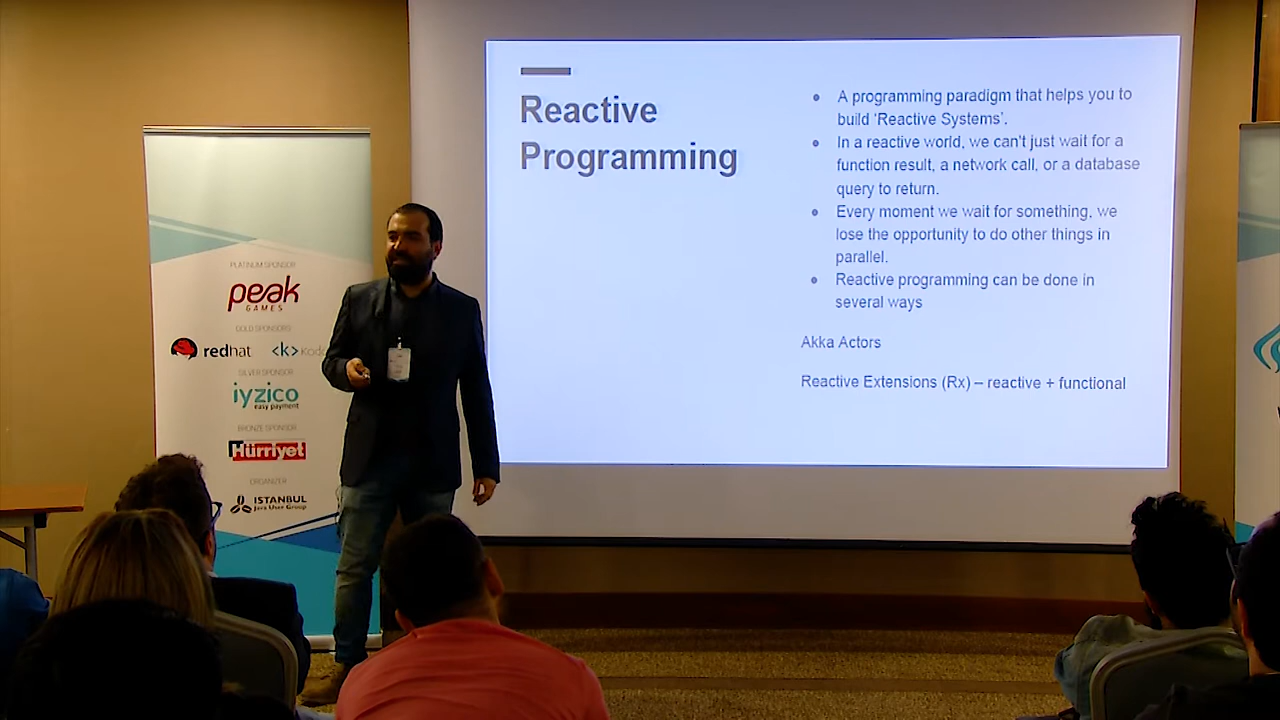 Reactive
Programming
● A programming paradigm that helps you to
build ‘Reactive Systems’.
● In a reactive world, we can't just wait for a
function result, a network call, or a database
query to return.
● Every moment we wait for something, we
lose the opportunity to do other things in
parallel.
● Reactive programming can be done in
several ways
Akka Actors
Reactive Extensions (Rx) – reactive + functional
PLATINUM SPONSOR
peak
GAMES
GOLD SPONSORS
redhat <k> Kod
SILVER SPONSOR
iyzico
easy payment
BRONZE SPONSOR
Hürriyet
ORGANIZER
ISTANBUL
Java User Group